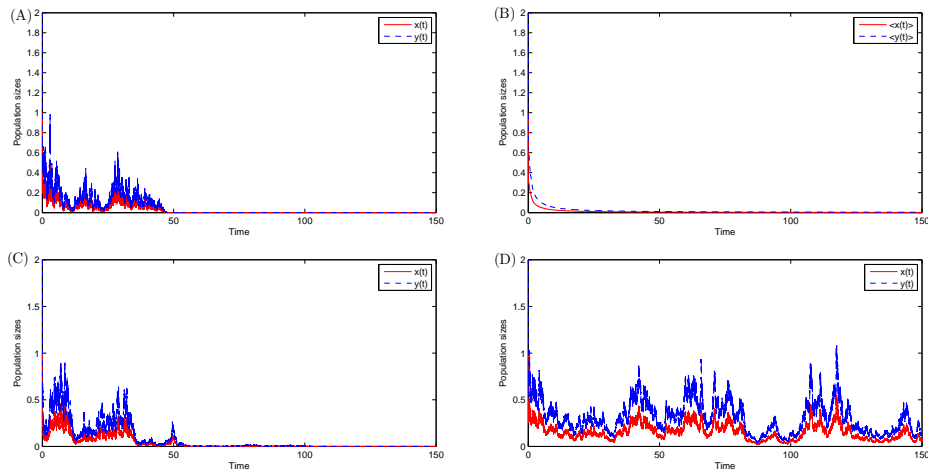 (A)
2
1.8
1.6
1.4
1.2
1
0.8
0.6
0.4
0.2
0
Population sizes
0 50 100 150
Time
x(t)
y(t)
(B)
2
1.8
1.6
1.4
1.2
1
0.8
0.6
0.4
0.2
0
Population sizes
0 50 100 150
Time
<x(t)>
<y(t)>
(C)
2
1.5
1
0.5
0
Population sizes
0 50 100 150
Time
x(t)
y(t)
(D)
2
1.5
1
0.5
0
Population sizes
0 50 100 150
Time
x(t)
y(t)